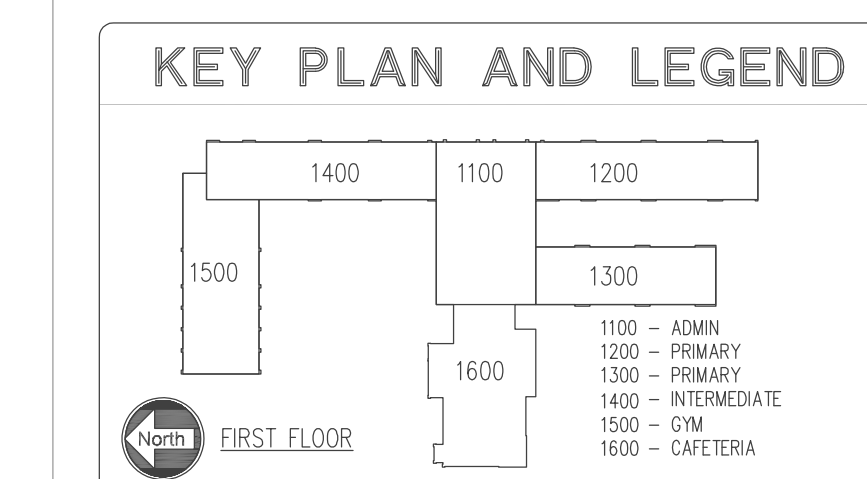 KEY PLAN AND LEGEND
1400 1100 1200
1500 1300
1600
1100 – ADMIN
1200 – PRIMARY
1300 – PRIMARY
1400 – INTERMEDIATE
1500 – GYM
1600 – CAFETERIA
North FIRST FLOOR